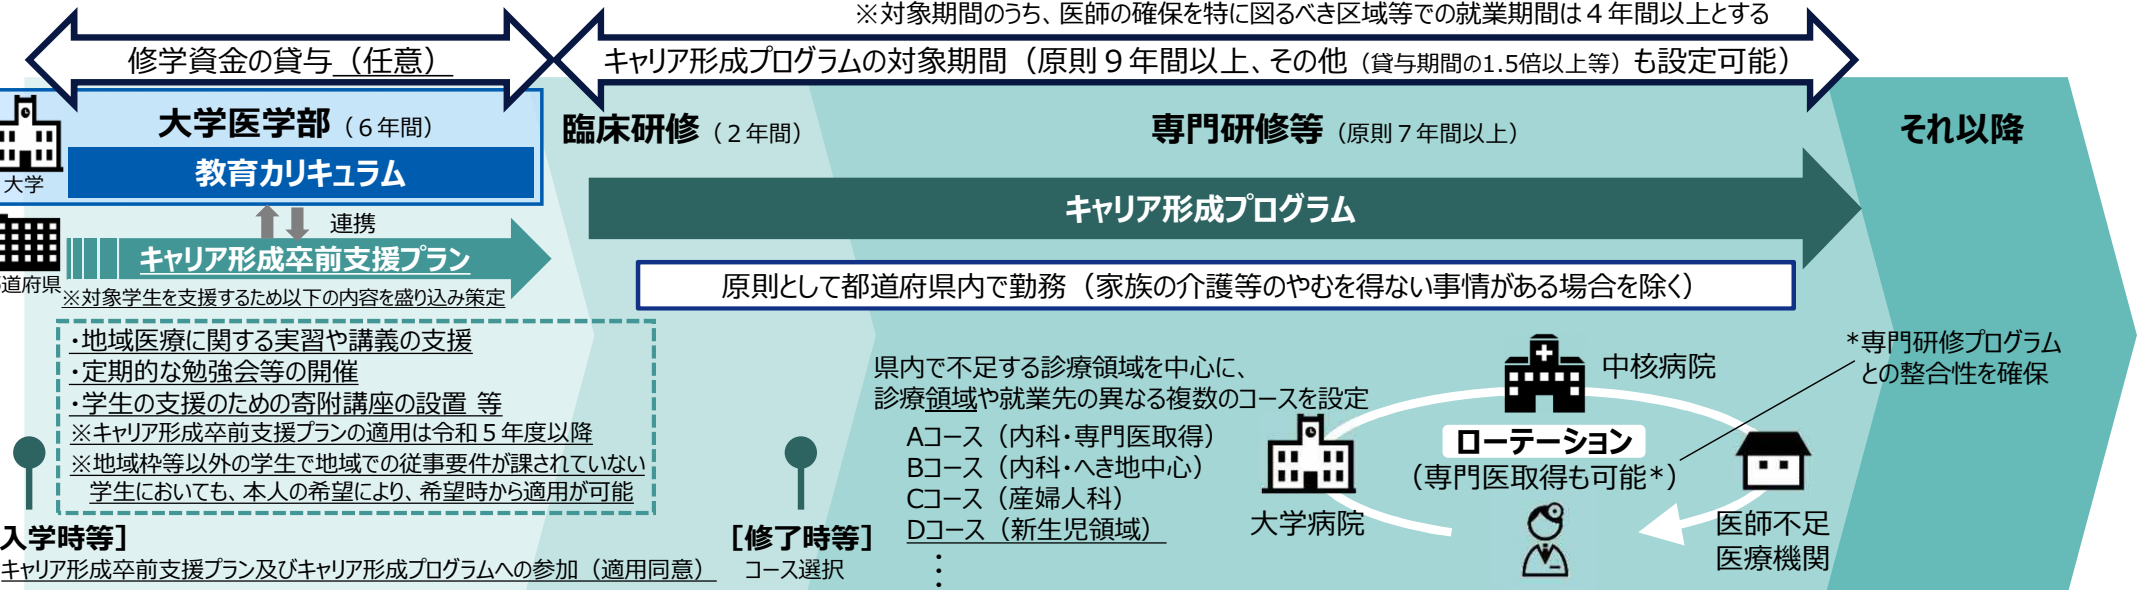 ※対象期間のうち、医師の確保を特に図るべき区域等での就業期間は４年間以上とする
修学資金の貸与（任意）
キャリア形成プログラムの対象期間（原則９年間以上、その他（貸与期間の1.5倍以上等）も設定可能）
大学医学部（６年間）
臨床研修（２年間）
専門研修等（原則７年間以上）
それ以降
教育カリキュラム
大学
キャリア形成プログラム
連携
キャリア形成卒前支援プラン
道府県
※対象学生を支援するため以下の内容を盛り込み策定
原則として都道府県内で勤務（家族の介護等のやむを得ない事情がある場合を除く）
・地域医療に関する実習や講義の支援
・定期的な勉強会等の開催
・学生の支援のための寄附講座の設置 等
※キャリア形成卒前支援プランの適用は令和５年度以降
※地域枠等以外の学生で地域での従事要件が課されていない
学生においても、本人の希望により、希望時から適用が可能
県内で不足する診療領域を中心に、
診療領域や就業先の異なる複数のコースを設定
Aコース（内科・専門医取得）
Bコース（内科・へき地中心）
Cコース（産婦人科）
Dコース（新生児領域）
・・・
中核病院
*専門研修プログラム
との整合性を確保
ローテーション
（専門医取得も可能*）
大学病院
医師不足
医療機関
入学時等]
キャリア形成卒前支援プラン及びキャリア形成プログラムへの参加（適用同意）
[修了時等]
コース選択